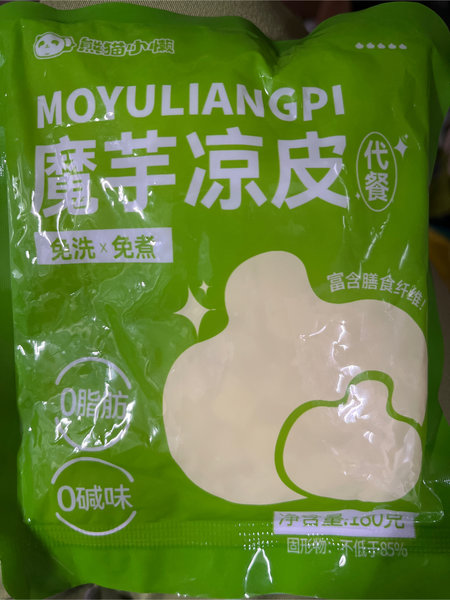 熊猫小懒
MOYULIANGPI
魔芋凉皮
代餐
免洗×免煮
富含膳食纤维!
0脂肪
0碱味
净含量:180克
固形物:不低于85%